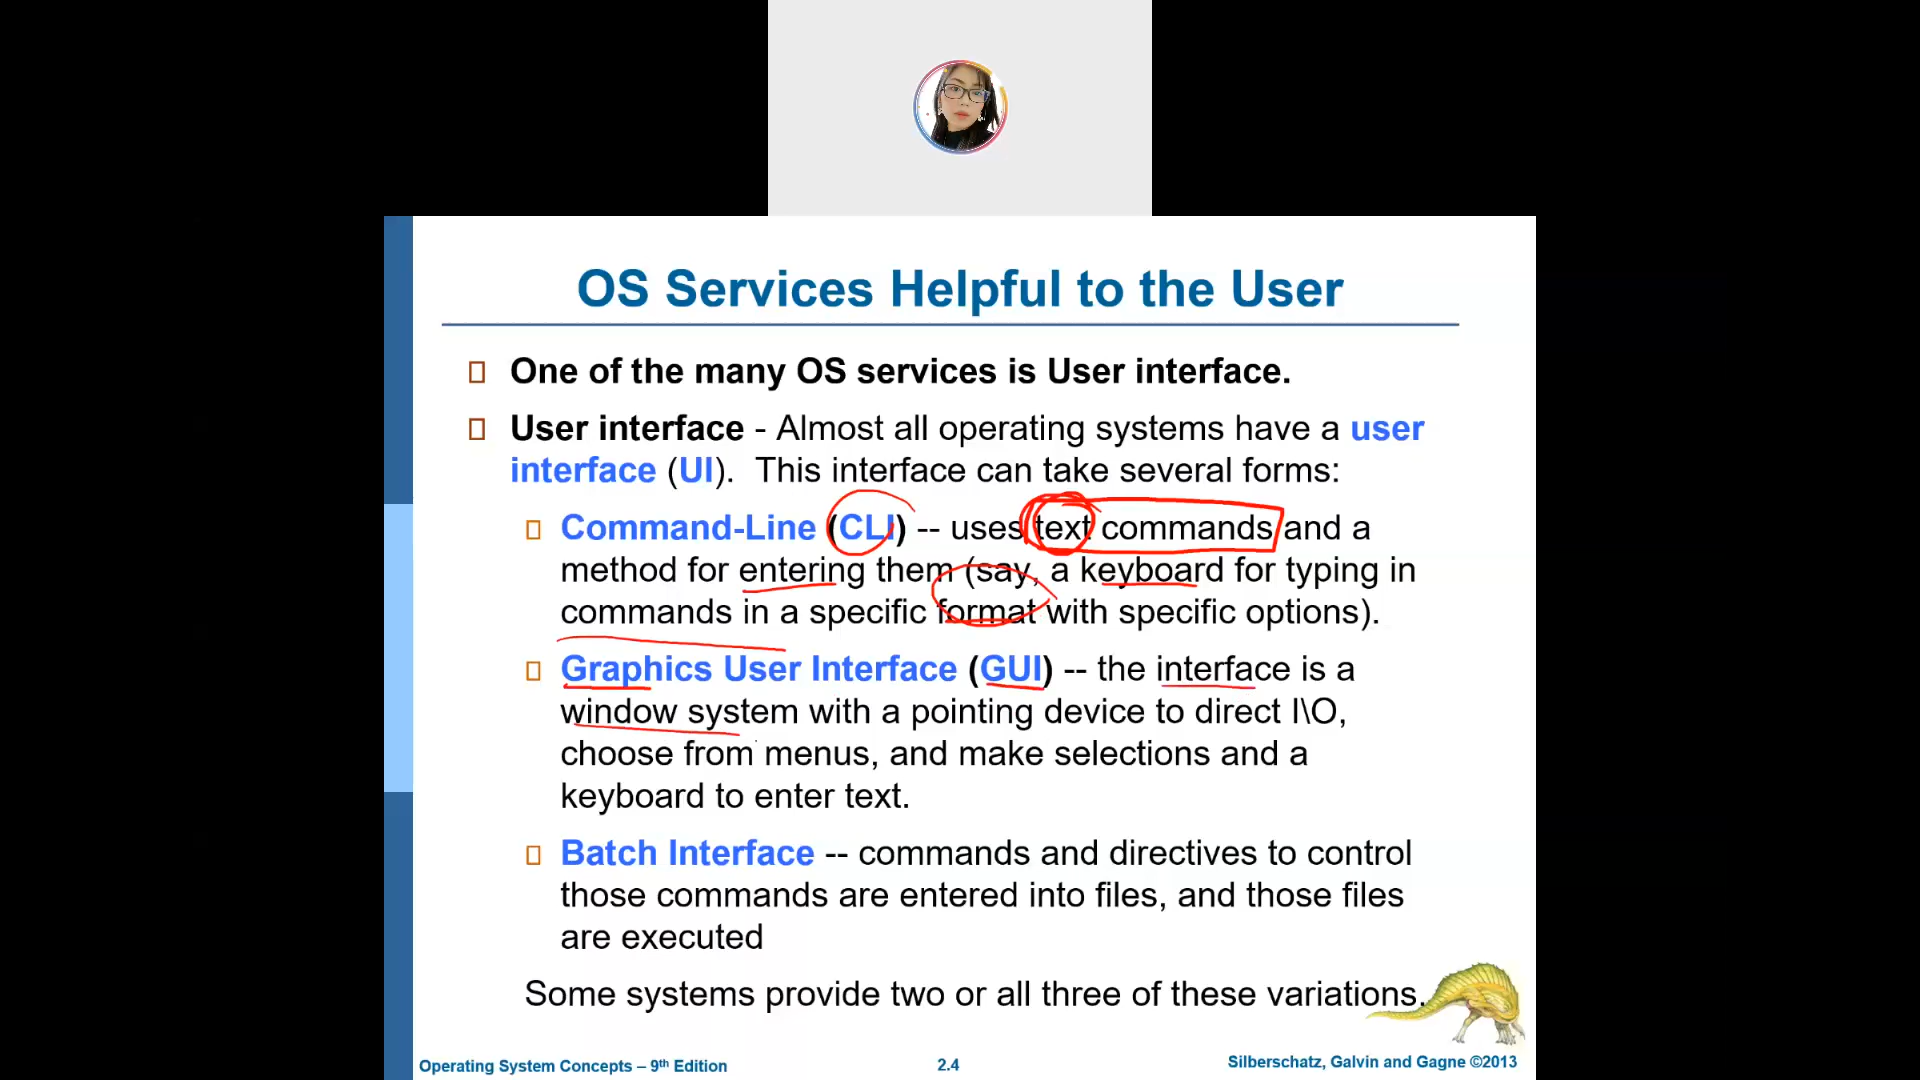 OS Services Helpful to the User
One of the many OS services is User interface.
User interface - Almost all operating systems have a user
interface (UI).  This interface can take several forms:
Command-Line (CLI) -- uses text commands and a
method for entering them (say, a keyboard for typing in
commands in a specific format with specific options).
Graphics User Interface (GUI) -- the interface is a
window system with a pointing device to direct I\O,
choose from menus, and make selections and a
keyboard to enter text.
Batch Interface -- commands and directives to control
those commands are entered into files, and those files
are executed
Some systems provide two or all three of these variations.
Operating System Concepts – 9th Edition
2.4
Silberschatz, Galvin and Gagne ©2013